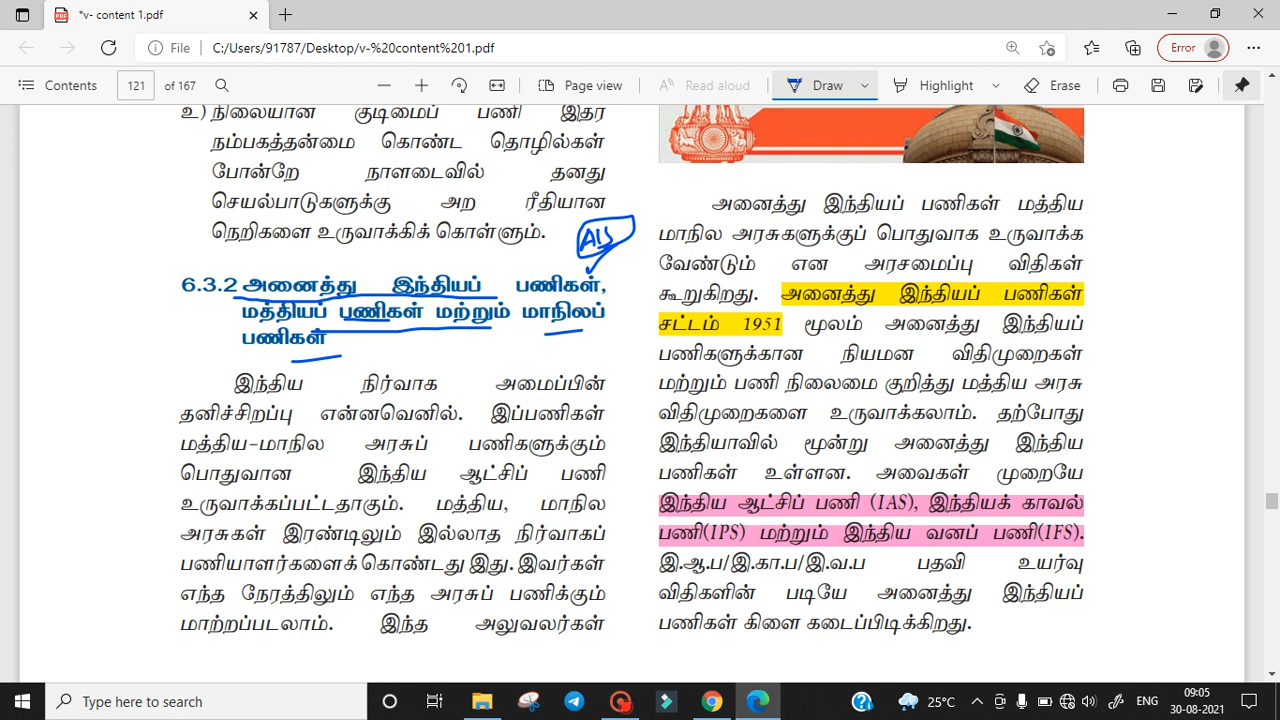 *v- content 1.pdf
File C:/Users/91787/Desktop/v-%20content%201.pdf
Error
Contents 121 of 167 Page view Read aloud Draw Highlight Erase
உ) நிலையான குடிமைப் பணி இதர
நம்பகத்தன்மை கொண்ட தொழில்கள்
போன்றே நாளடைவில் தனது
செயல்பாடுகளுக்கு அற ரீதியான
நெறிகளை உருவாக்கிக் கொள்ளும்.
AIS
6.3.2 அனைத்து இந்தியப் பணிகள்,
மத்தியப் பணிகள் மற்றும் மாநிலப்
பணிகள்
இந்திய நிர்வாக அமைப்பின்
தனிச்சிறப்பு என்னவெனில். இப்பணிகள்
மத்திய-மாநில அரசுப் பணிகளுக்கும்
பொதுவான இந்திய ஆட்சிப் பணி
உருவாக்கப்பட்டதாகும். மத்திய, மாநில
அரசுகள் இரண்டிலும் இல்லாத நிர்வாகப்
பணியாளர்களைக் கொண்டது இது. இவர்கள்
எந்த நேரத்திலும் எந்த அரசுப் பணிக்கும்
மாற்றப்படலாம். இந்த அலுவலர்கள்
அனைத்து இந்தியப் பணிகள் மத்திய
மாநில அரசுகளுக்குப் பொதுவாக உருவாக்க
வேண்டும் என அரசமைப்பு விதிகள்
கூறுகிறது. அனைத்து இந்தியப் பணிகள்
சட்டம் 1951 மூலம் அனைத்து இந்தியப்
பணிகளுக்கான நியமன விதிமுறைகள்
மற்றும் பணி நிலைமை குறித்து மத்திய அரசு
விதிமுறைகளை உருவாக்கலாம். தற்போது
இந்தியாவில் மூன்று அனைத்து இந்திய
பணிகள் உள்ளன. அவைகள் முறையே
இந்திய ஆட்சிப் பணி (IAS), இந்தியக் காவல்
பணி(IPS) மற்றும் இந்திய வனப் பணி(IFS).
இ.ஆ.ப/இ.கா.ப/இ.வ.ப பதவி உயர்வு
விதிகளின் படியே அனைத்து இந்தியப்
பணிகள் கிளை கடைப்பிடிக்கிறது.
Type here to search 25°C ENG 09:05
30-08-2021